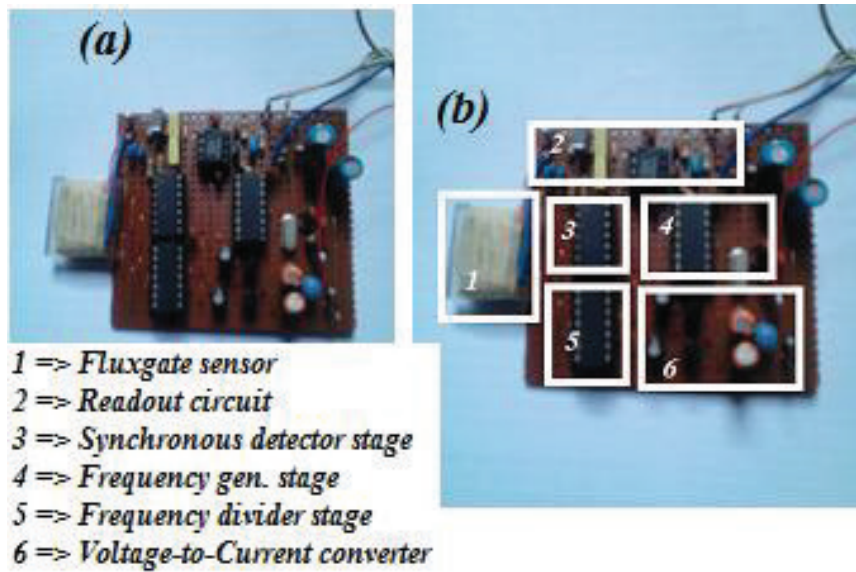 (a)
(b)
2
3
4
1
5
6
1 => Fluxgate sensor
2 => Readout circuit
3 => Synchronous detector stage
4 => Frequency gen. stage
5 => Frequency divider stage
6 => Voltage-to-Current converter